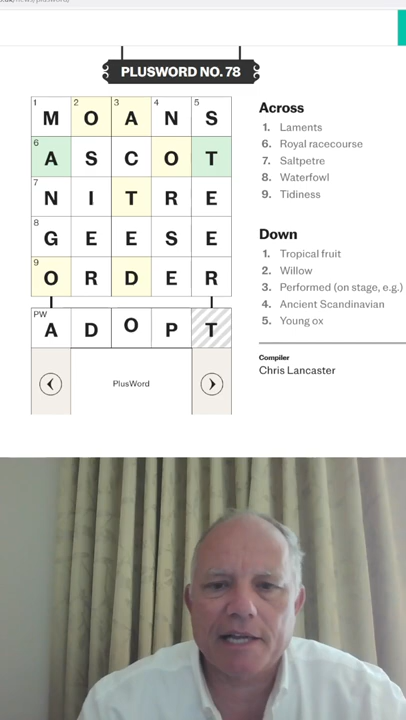 PLUSWORD NO. 78
1 M 2 O 3 A 4 N 5 S
6 A S C O T
7 N I T R E
8 G E E S E
9 O R D E R
PW A D O P T
PlusWord
Across
1. Laments
6. Royal racecourse
7. Saltpetre
8. Waterfowl
9. Tidiness
Down
1. Tropical fruit
2. Willow
3. Performed (on stage, e.g.)
4. Ancient Scandinavian
5. Young ox
Compiler
Chris Lancaster